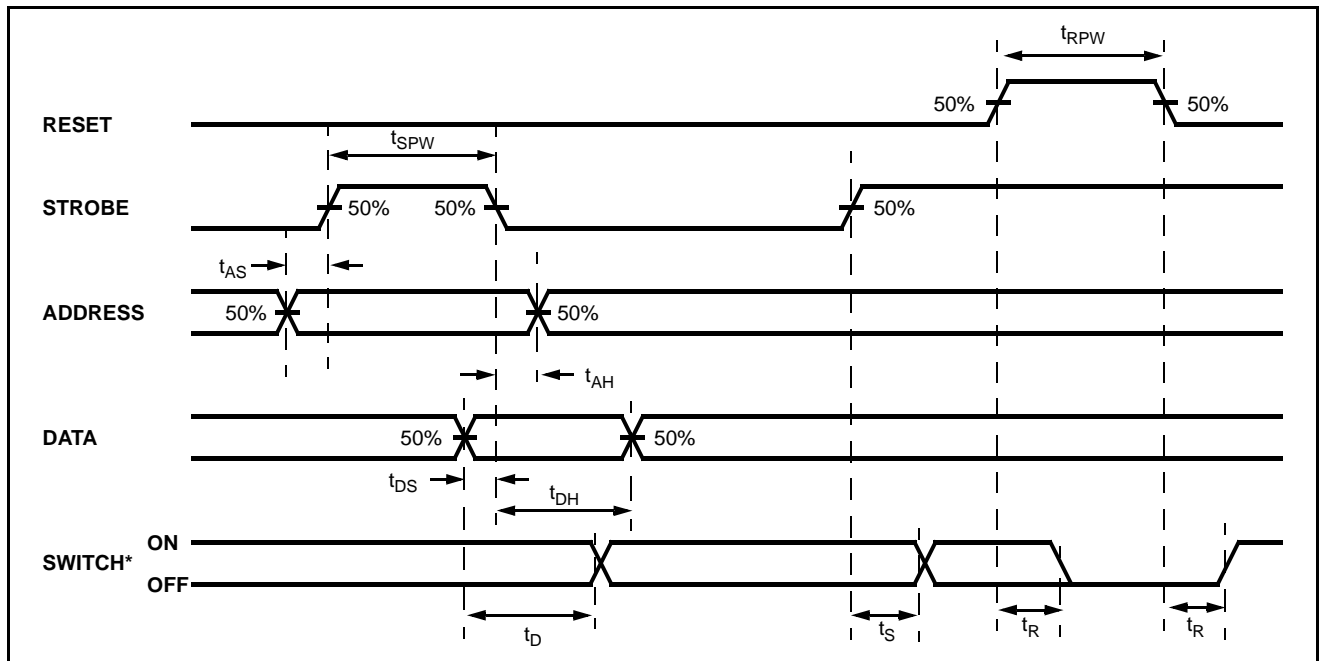 tRPW
RESET 50% 50%
tSPW
STROBE 50% 50% 50%
tAS
ADDRESS 50% 50%
tAH
DATA 50% 50%
tDS tDH
ON
SWITCH*
OFF
tD tS tR tR